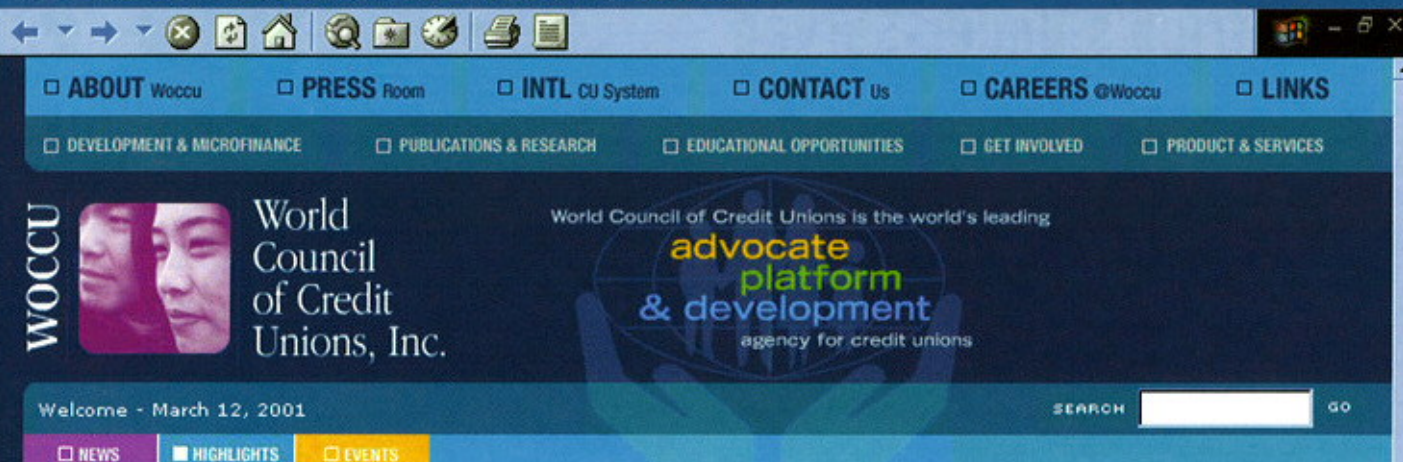 ABOUT Woccu PRESS Room INTL CU System CONTACT Us CAREERS @Woccu LINKS
DEVELOPMENT & MICROFINANCE PUBLICATIONS & RESEARCH EDUCATIONAL OPPORTUNITIES GET INVOLVED PRODUCT & SERVICES
WOCCU
World
Council
of Credit
Unions, Inc.
World Council of Credit Unions is the world's leading
advocate
platform
& development
agency for credit unions
Welcome - March 12, 2001 SEARCH GO
NEWS HIGHLIGHTS EVENTS